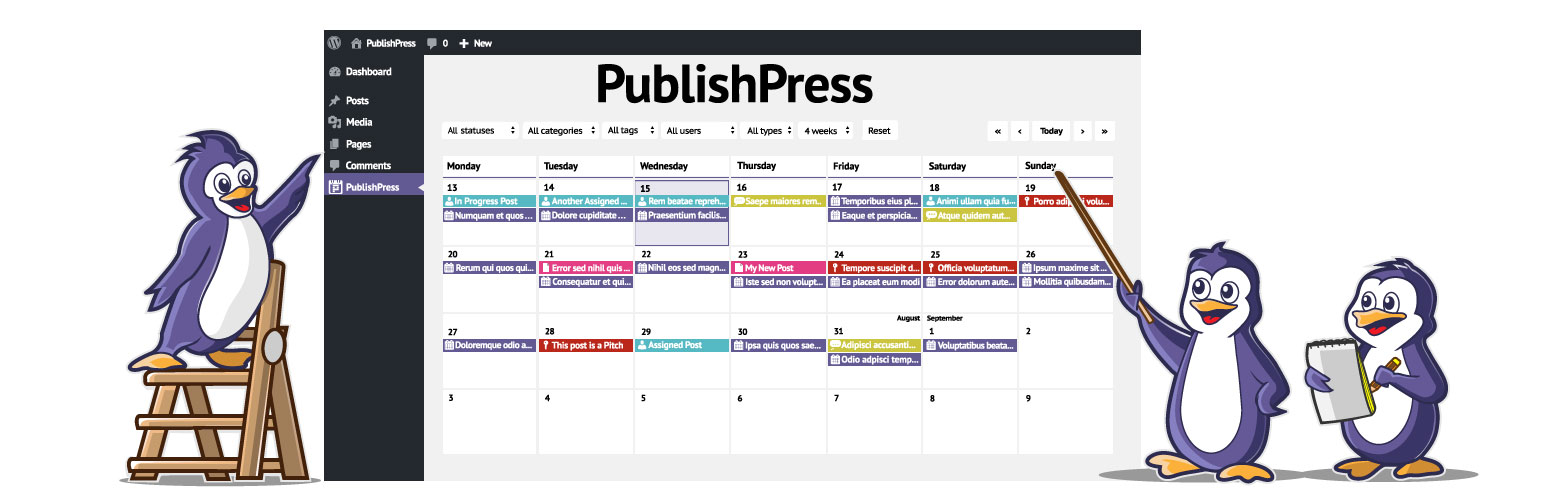 PublishPress 0 New
Dashboard
Posts
Media
Pages
Comments
PublishPress
PublishPress
All statuses All categories All tags All users All types 4 weeks Reset « ‹ Today › »
Monday Tuesday Wednesday Thursday Friday Saturday Sunday
13 14 15 16 17 18 19
In Progress Post Another Assigned ... Rem beatae repreh... Saepe maiores rem... Temporibus eius pl... Animi ullam quia fu... Porro volu...
Numquam et quos ... Dolore cupiditate ... Praesentium facilis... Eaque et perspicia... Atque quidem aut...
20 21 22 23 24 25 26
Rerum qui quos qui... Error sed nihil quis ... Nihil eos sed magn... My New Post Tempore suscipit d... Officia voluptatum... Ipsum maxime sit ...
Consequatur et qui... Iste sed non volupt... Ea placeat eum modi Error dolorum aute... Mollitia quibusdam...
August September
27 28 29 30 31 1 2
Doloremque odio a... This post is a Pitch Assigned Post Ipsa quis quos sae... Adipisci accusanti... Voluptatibus beata...
Odio adipsci temp...
3 4 5 6 7 8 9